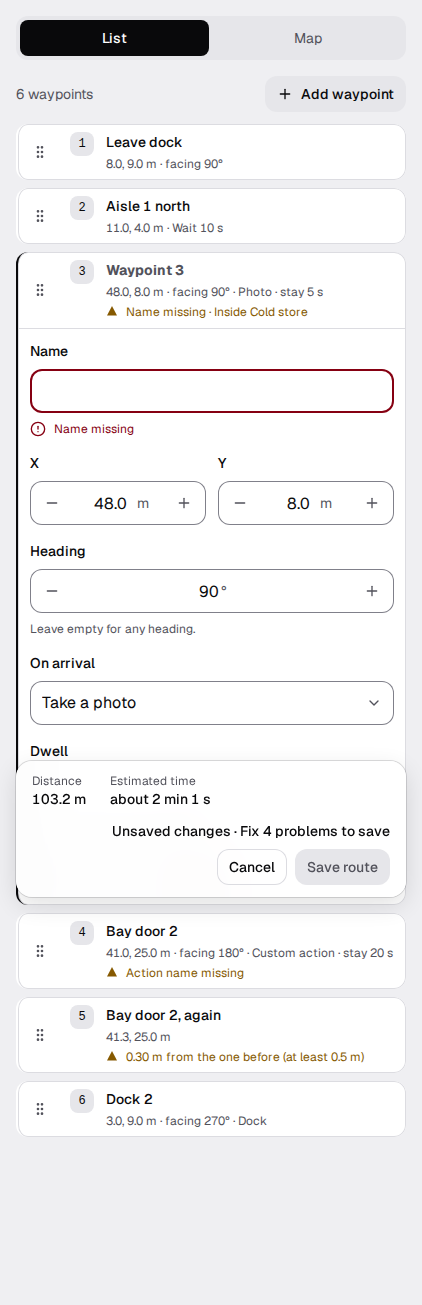 List
Map
6 waypoints
Add waypoint
1
Leave dock
8.0, 9.0 m · facing 90°
2
Aisle 1 north
11.0, 4.0 m · Wait 10 s
3
Waypoint 3
48.0, 8.0 m · facing 90° · Photo · stay 5 s
Name missing · Inside Cold store
Name
Name missing
X
Y
48.0 m
8.0 m
Heading
90°
Leave empty for any heading.
On arrival
Take a photo
Dwell
Distance
Estimated time
103.2 m
about 2 min 1 s
Unsaved changes · Fix 4 problems to save
Cancel
Save route
4
Bay door 2
41.0, 25.0 m · facing 180° · Custom action · stay 20 s
Action name missing
5
Bay door 2, again
41.3, 25.0 m
0.30 m from the one before (at least 0.5 m)
6
Dock 2
3.0, 9.0 m · facing 270° · Dock